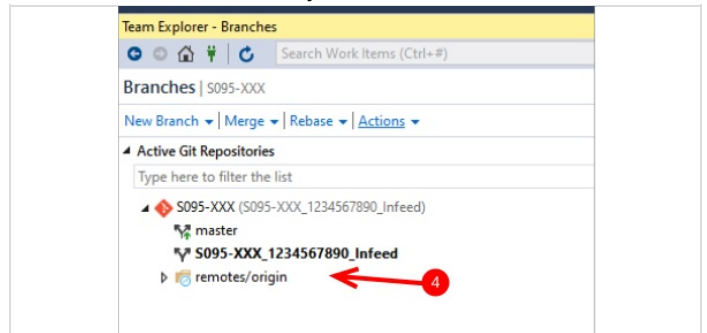 Team Explorer - Branches
Search Work Items (Ctrl+#)
Branches | S095-XXX
New Branch | Merge | Rebase | Actions
Active Git Repositories
Type here to filter the list
S095-XXX (S095-XXX_1234567890_Infeed)
master
S095-XXX_1234567890_Infeed
remotes/origin
4